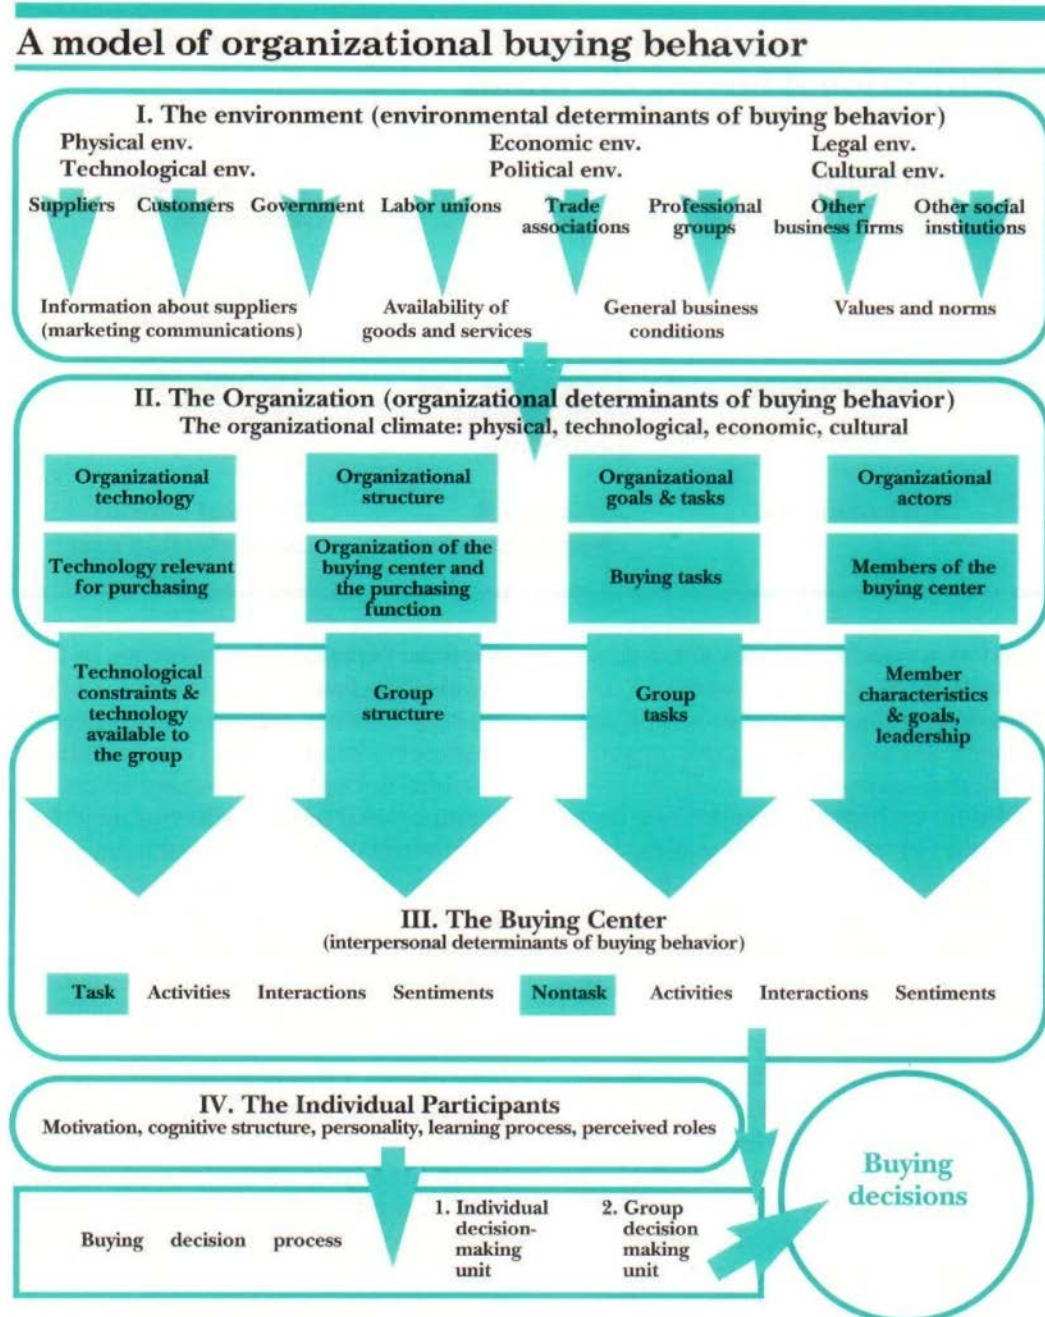 A model of organizational buying behavior
I. The environment (environmental determinants of buying behavior)
Physical env. Economic env. Legal env.
Technological env. Political env. Cultural env.
Suppliers Customers Government Labor unions Trade associations Professional groups Other business firms Other social institutions
Information about suppliers (marketing communications)
Availability of goods and services
General business conditions
Values and norms
II. The Organization (organizational determinants of buying behavior)
The organizational climate: physical, technological, economic, cultural
Organizational technology
Organizational structure
Organizational goals & tasks
Organizational actors
Technology relevant for purchasing
Organization of the buying center and the purchasing function
Buying tasks
Members of the buying center
Technological constraints & technology available to the group
Group structure
Group tasks
Member characteristics & goals, leadership
III. The Buying Center
(interpersonal determinants of buying behavior)
Task Activities Interactions Sentiments Nontask Activities Interactions Sentiments
IV. The Individual Participants
Motivation, cognitive structure, personality, learning process, perceived roles
Buying decision process
1. Individual decision-making unit
2. Group decision making unit
Buying decisions